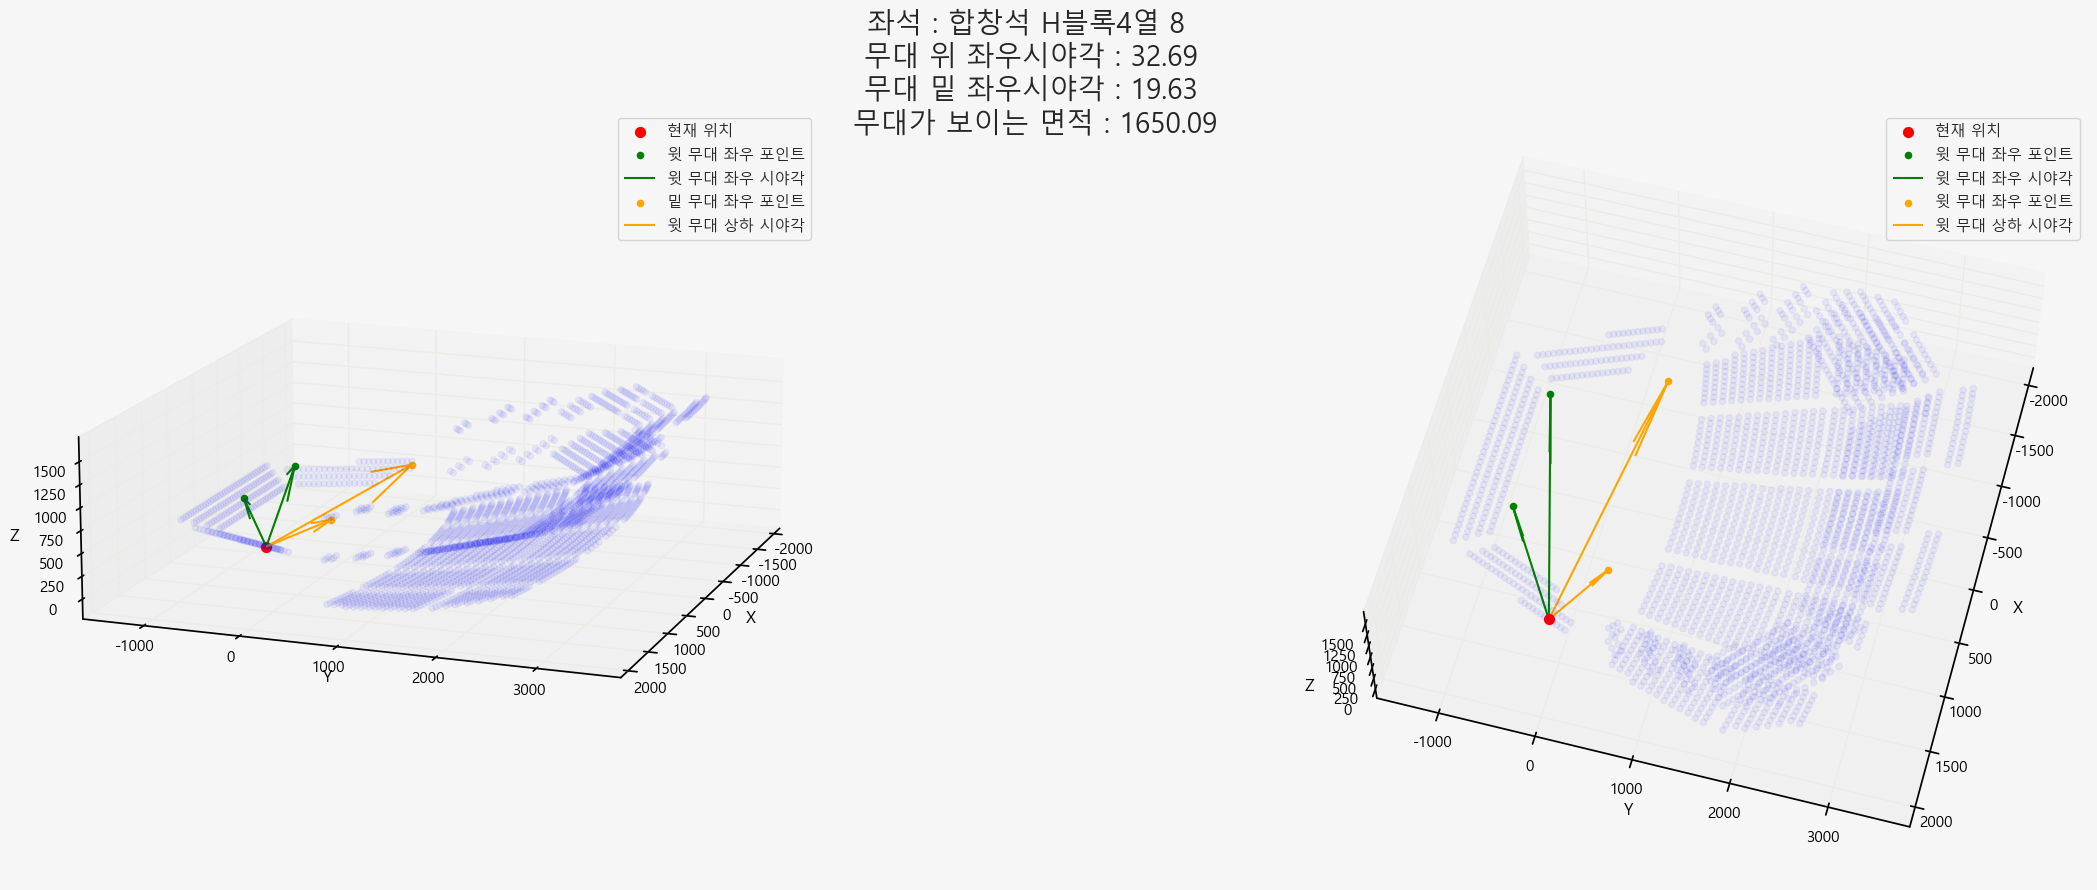 좌석 : 합창석 H블록4열 8
무대 위 좌우시야각 : 32.69
무대 밑 좌우시야각 : 19.63
무대가 보이는 면적 : 1650.09
현재 위치
윗 무대 좌우 포인트
윗 무대 좌우 시야각
밑 무대 좌우 포인트
윗 무대 상하 시야각
1500
1250
1000
750
500
250
0
Z
-1000
0
1000
2000
3000
Y
-2000
-1500
-1000
-500
0
500
1000
1500
2000
X
현재 위치
윗 무대 좌우 포인트
윗 무대 좌우 시야각
윗 무대 좌우 포인트
윗 무대 상하 시야각
-2000
-1500
-1000
-500
0
500
1000
1500
2000
X
1500
1250
1000
750
500
250
0
Z
-1000
0
1000
2000
3000
Y